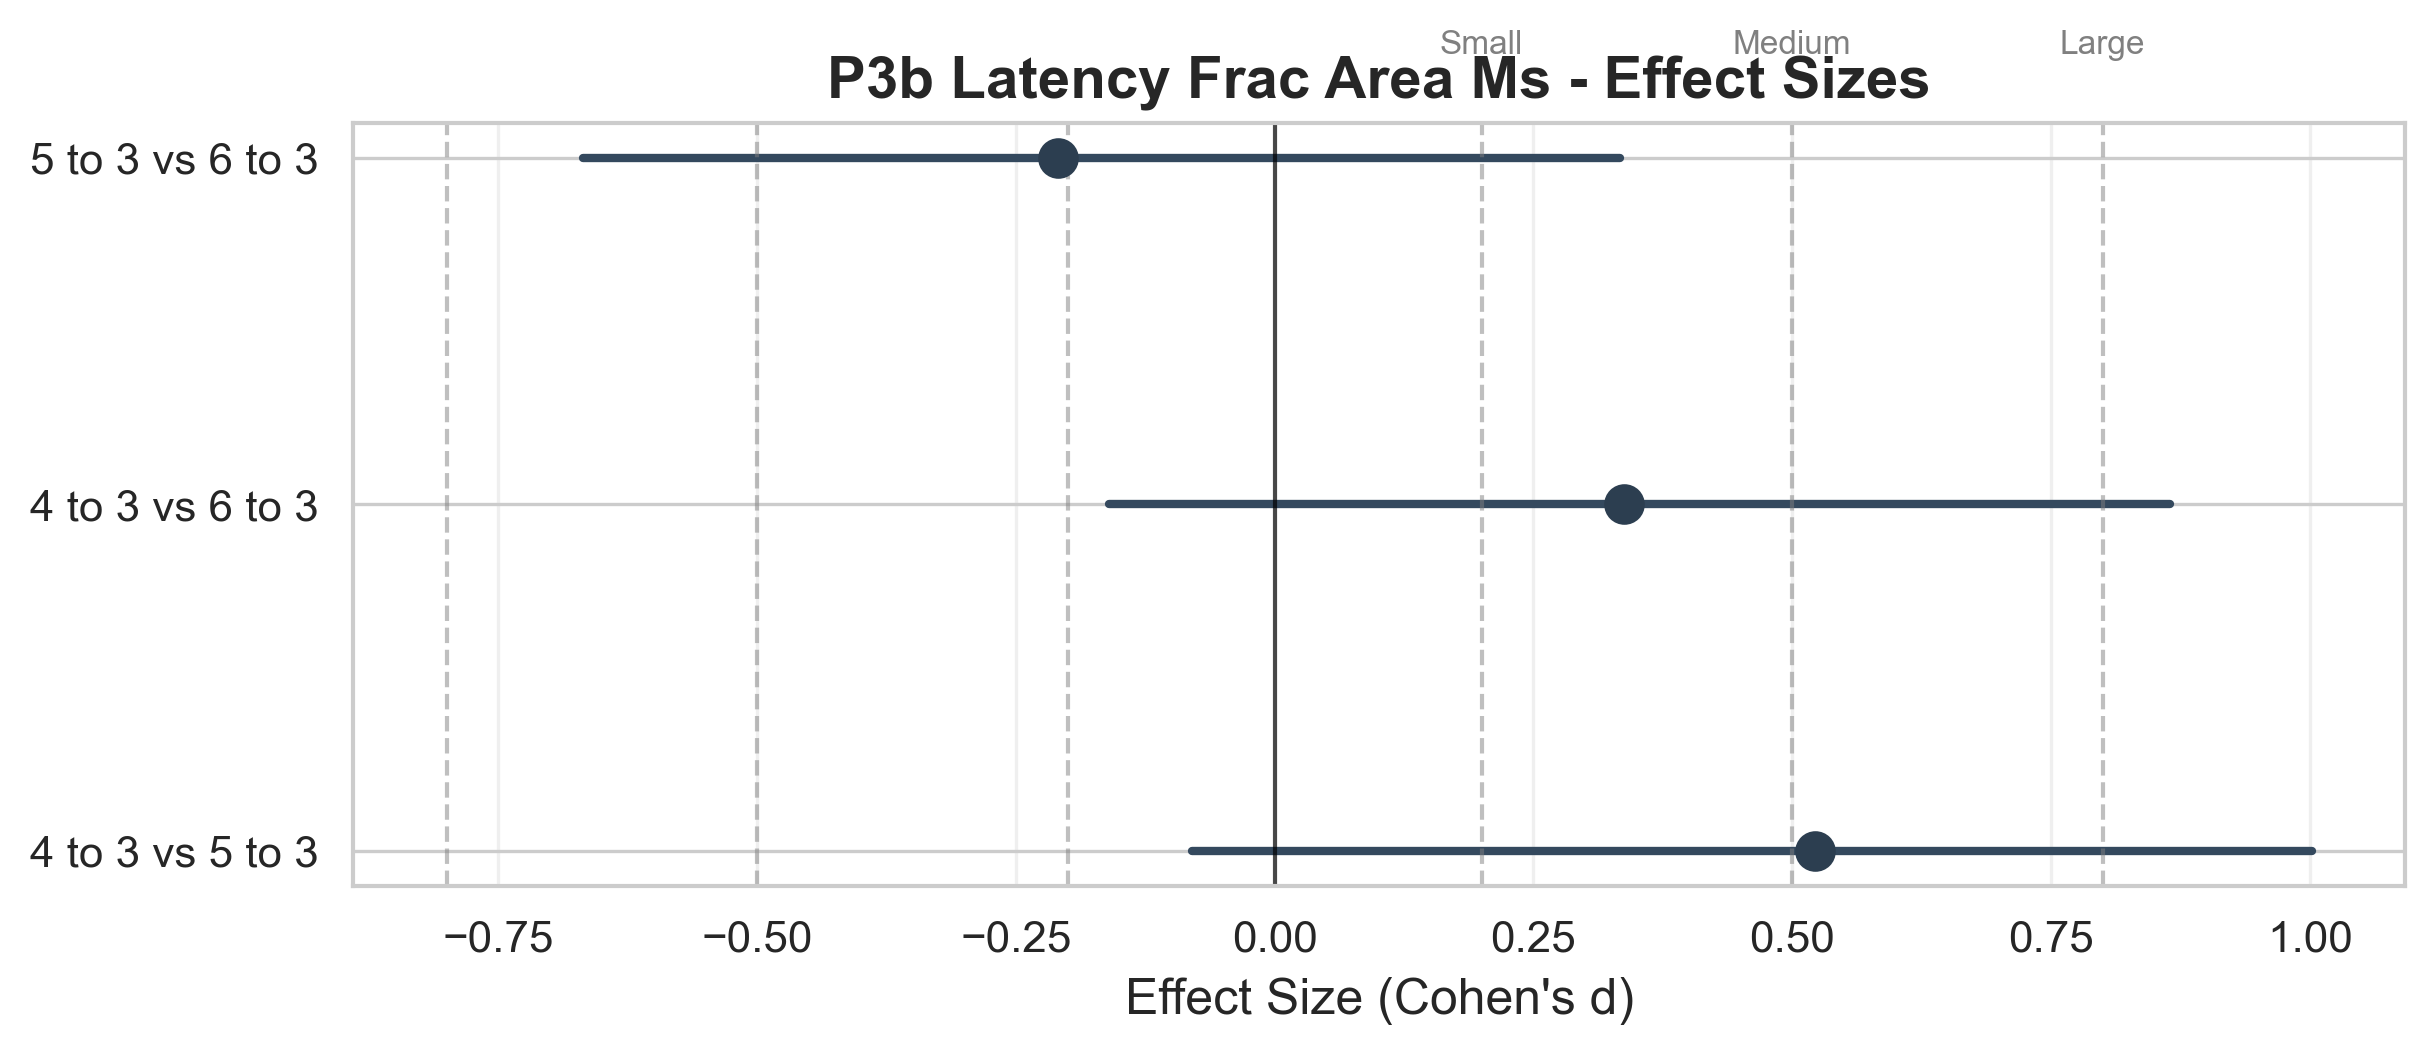 Small Medium Large
P3b Latency Frac Area Ms - Effect Sizes
5 to 3 vs 6 to 3
4 to 3 vs 6 to 3
4 to 3 vs 5 to 3
−0.75 −0.50 −0.25 0.00 0.25 0.50 0.75 1.00
Effect Size (Cohen's d)